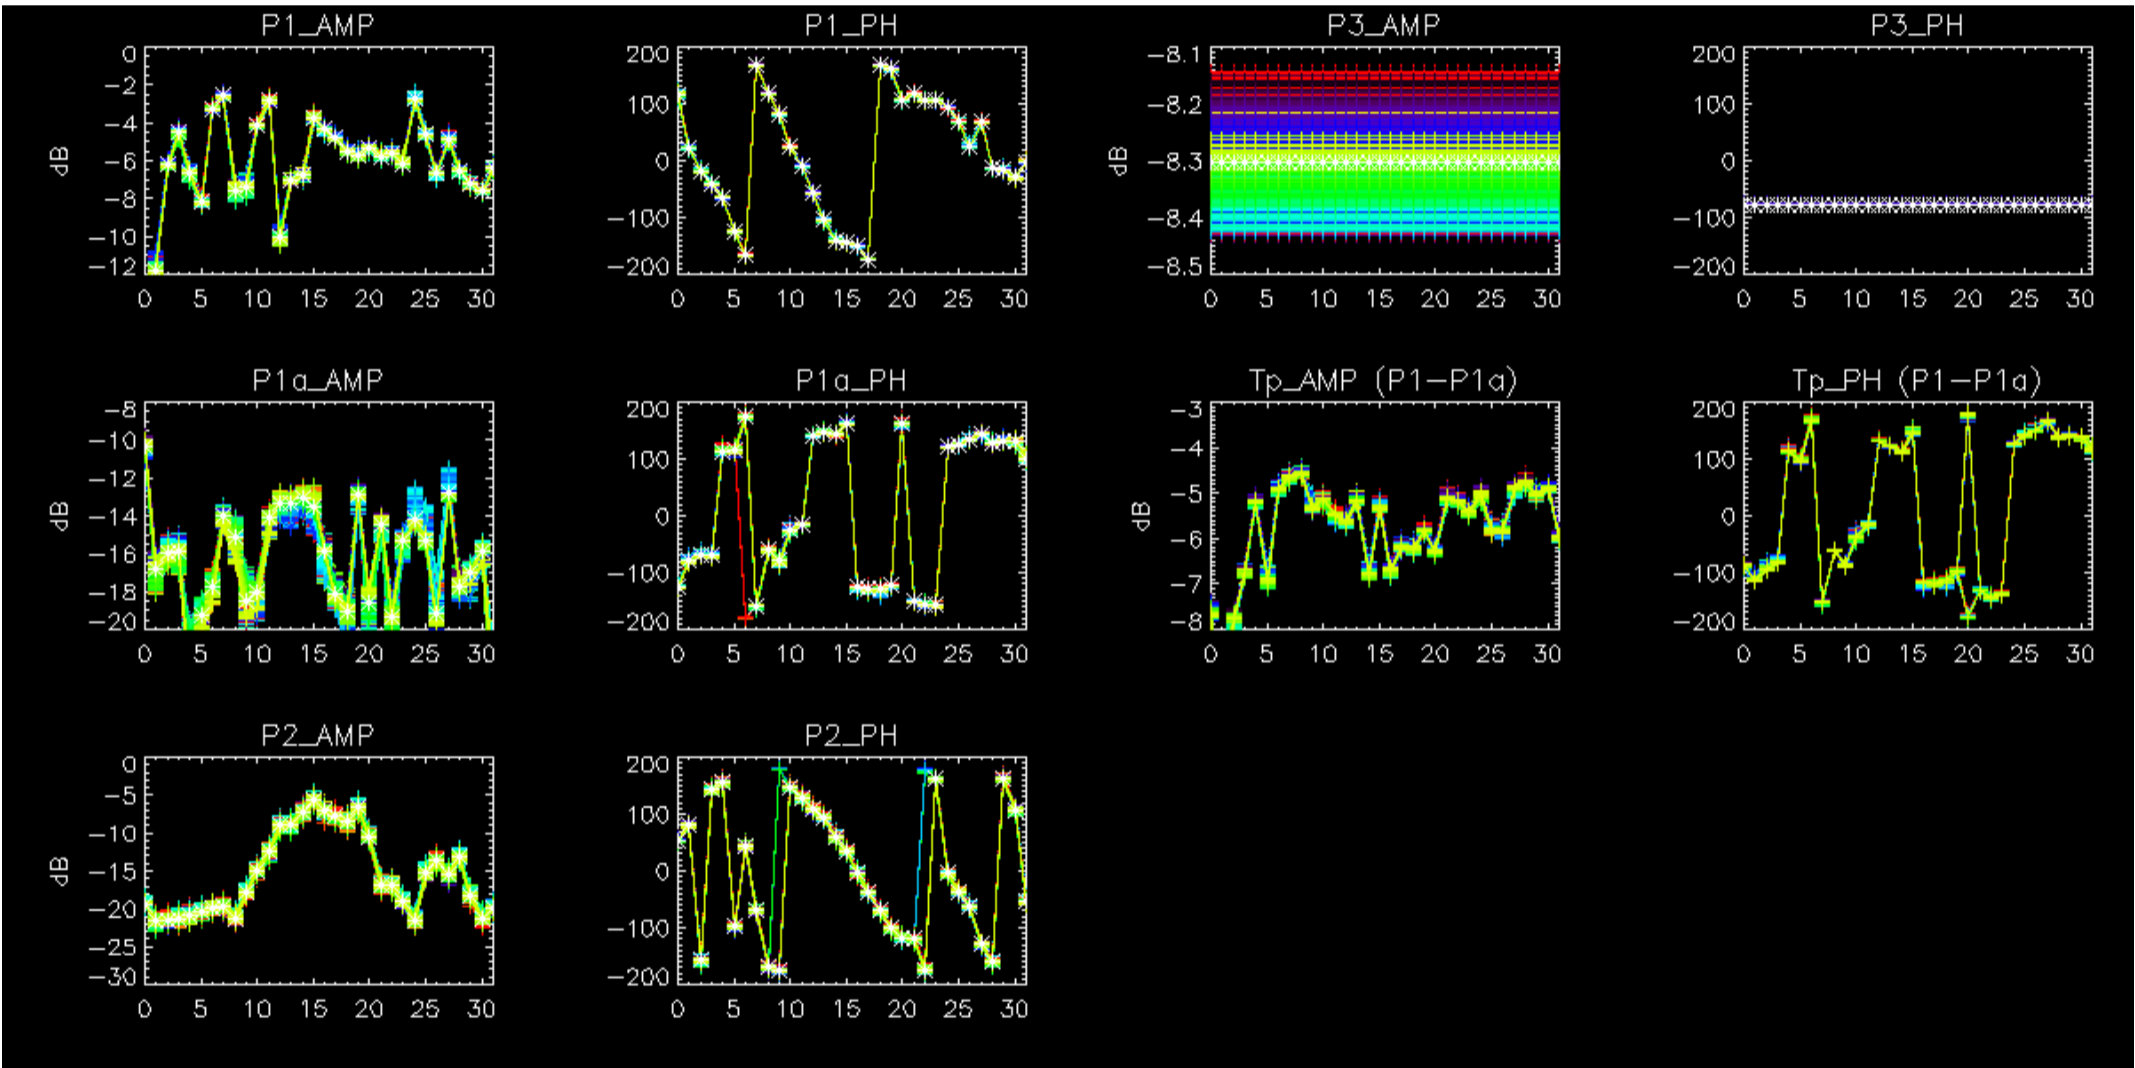 P1_AMP
0
−2
−4
−6
−8
−10
−12
dB
0 5 10 15 20 25 30
P1_PH
200
100
0
−100
−200
0 5 10 15 20 25 30
P3_AMP
−8.1
−8.2
−8.3
−8.4
−8.5
dB
0 5 10 15 20 25 30
P3_PH
200
100
0
−100
−200
0 5 10 15 20 25 30
P1a_AMP
−8
−10
−12
−14
−16
−18
−20
dB
0 5 10 15 20 25 30
P1a_PH
200
100
0
−100
−200
0 5 10 15 20 25 30
Tp_AMP (P1−P1a)
−3
−4
−5
−6
−7
−8
dB
0 5 10 15 20 25 30
Tp_PH (P1−P1a)
200
100
0
−100
−200
0 5 10 15 20 25 30
P2_AMP
0
−5
−10
−15
−20
−25
−30
dB
0 5 10 15 20 25 30
P2_PH
200
100
0
−100
−200
0 5 10 15 20 25 30